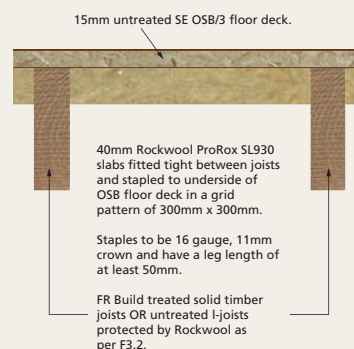 15mm untreated SE OSB/3 floor deck.
40mm Rockwool ProRox SL930
slabs fitted tight between joists
and stapled to underside of
OSB floor deck in a grid
pattern of 300mm x 300mm.
Staples to be 16 gauge, 11mm
crown and have a leg length of
at least 50mm.
FR Build treated solid timber
joists OR untreated I-joists
protected by Rockwool as
per F3.2.